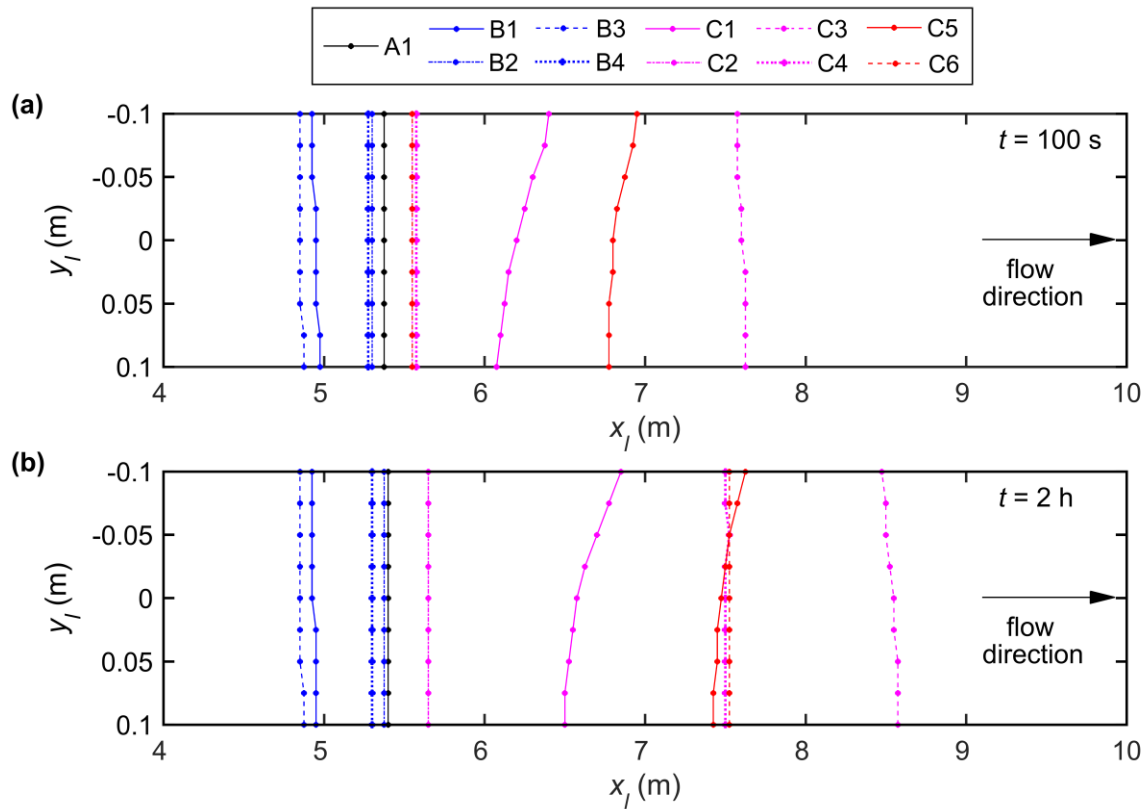 A1 B1 B3 C1 C3 C5
B2 B4 C2 C4 C6
(a)
-0.1
-0.05
0
0.05
0.1
y_l (m)
t = 100 s
flow
direction
4 5 6 7 8 9 10
x_l (m)
(b)
-0.1
-0.05
0
0.05
0.1
y_l (m)
t = 2 h
flow
direction
4 5 6 7 8 9 10
x_l (m)